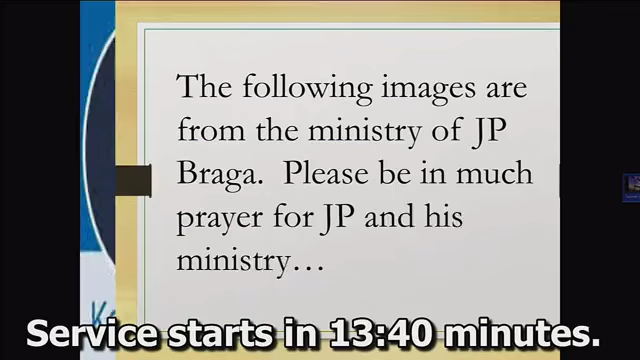 The following images are
from the ministry of JP
Braga.  Please be in much
prayer for JP and his
ministry…
Service starts in 13:40 minutes.